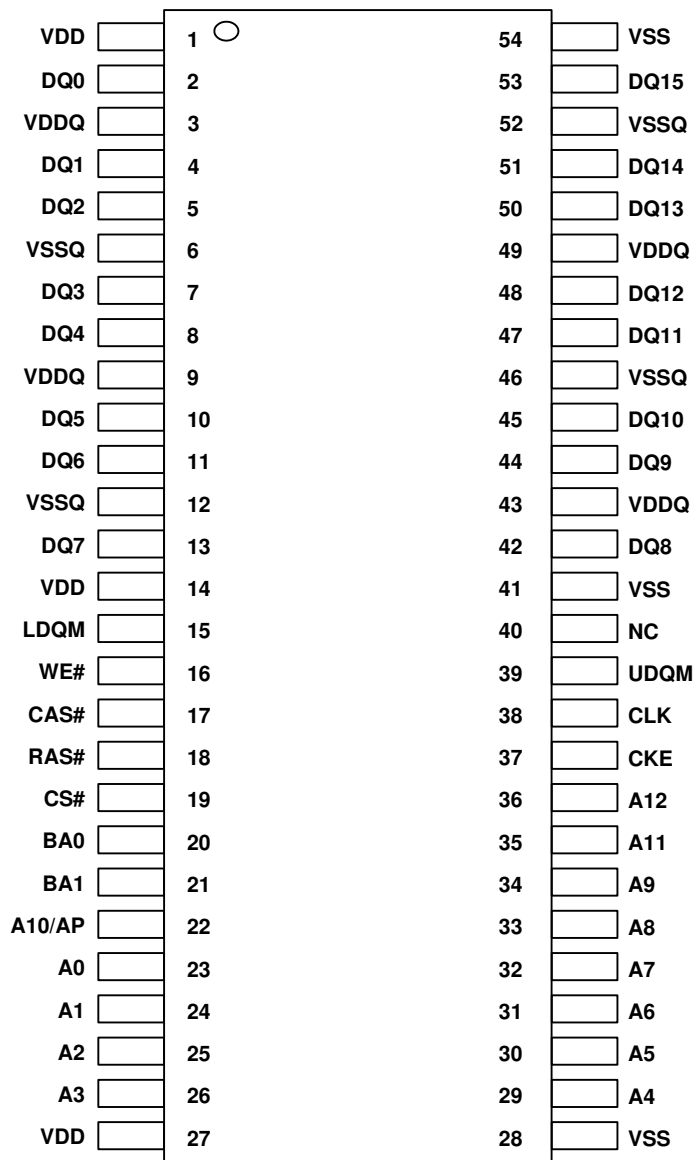 VDD 1 54 VSS
DQ0 2 53 DQ15
VDDQ 3 52 VSSQ
DQ1 4 51 DQ14
DQ2 5 50 DQ13
VSSQ 6 49 VDDQ
DQ3 7 48 DQ12
DQ4 8 47 DQ11
VDDQ 9 46 VSSQ
DQ5 10 45 DQ10
DQ6 11 44 DQ9
VSSQ 12 43 VDDQ
DQ7 13 42 DQ8
VDD 14 41 VSS
LDQM 15 40 NC
WE# 16 39 UDQM
CAS# 17 38 CLK
RAS# 18 37 CKE
CS# 19 36 A12
BA0 20 35 A11
BA1 21 34 A9
A10/AP 22 33 A8
A0 23 32 A7
A1 24 31 A6
A2 25 30 A5
A3 26 29 A4
VDD 27 28 VSS